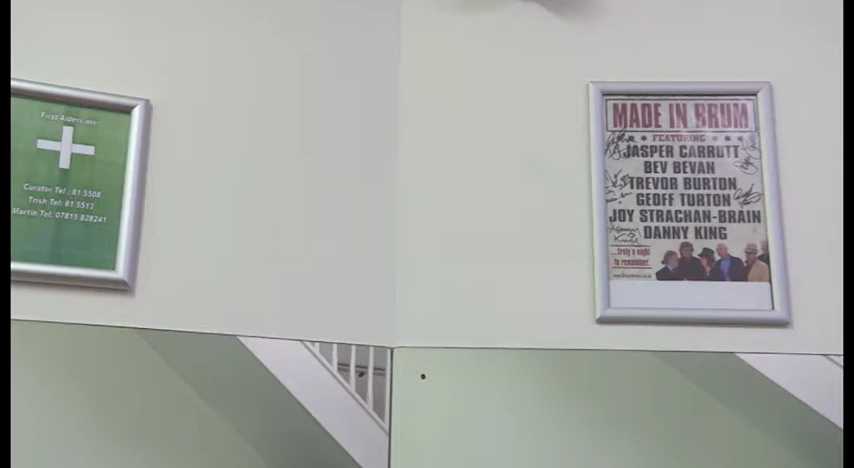 First Aiders are:
Curator Tel: 81 5508
Trish Tel: 81 5512
Martin Tel: 07815 828241
MADE IN BRUM
FEATURING
JASPER CARROTT
BEV BEVAN
TREVOR BURTON
GEOFF TURTON
JOY STRACHAN-BRAIN
DANNY KING
...truly a night
to remember